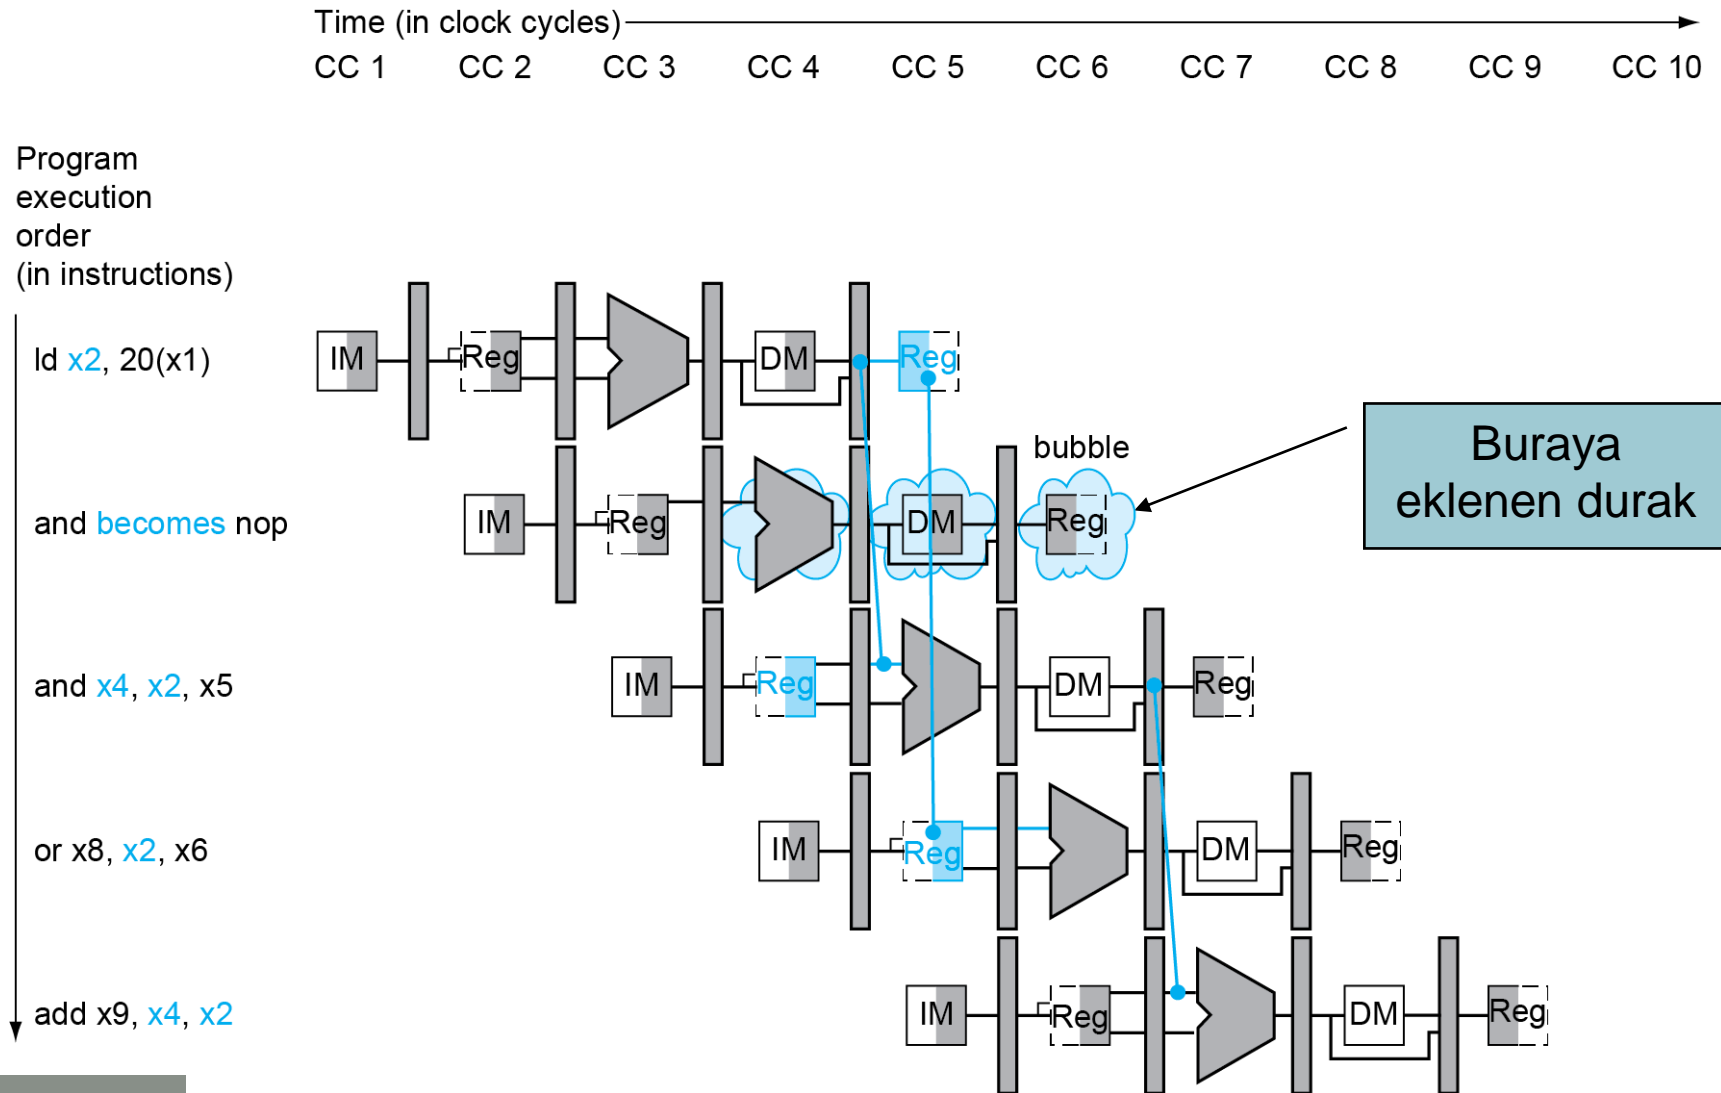 Time (in clock cycles)
CC 1 CC 2 CC 3 CC 4 CC 5 CC 6 CC 7 CC 8 CC 9 CC 10
Program
execution
order
(in instructions)
ld x2, 20(x1)
IM Reg DM Reg
bubble
Buraya
eklenen durak
and becomes nop
IM Reg DM Reg
and x4, x2, x5
IM Reg DM Reg
or x8, x2, x6
IM Reg DM Reg
add x9, x4, x2
IM Reg DM Reg